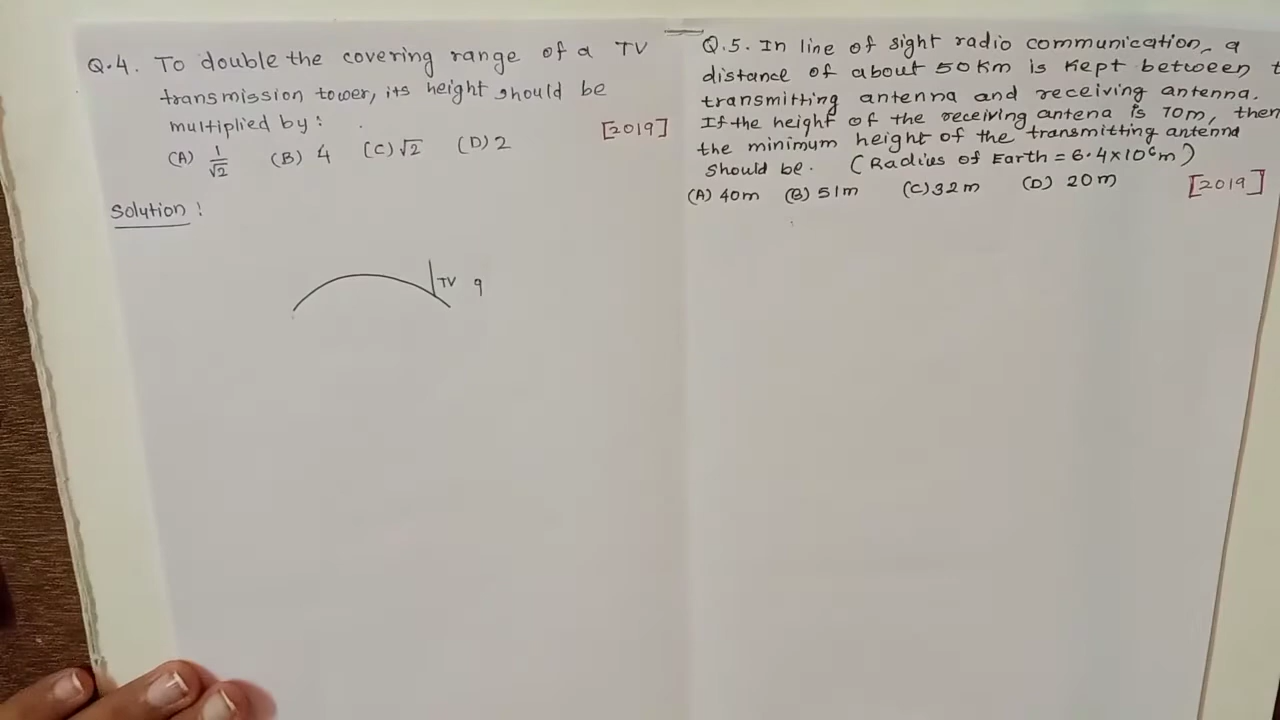 Q.4. To double the covering range of a TV
transmission tower, its height should be
multiplied by:
[2019]
(A) 1/√2 (B) 4 (C) √2 (D) 2
Solution :
TV
Q.5. In line of sight radio communication, a
distance of about 50 Km is kept between t
transmitting antenna and receiving antenna.
If the height of the receiving antena is 70m, then
the minimum height of the transmitting antenna
should be. (Radius of Earth = 6.4×10⁶m)
(A) 40m (B) 51m (C) 32m (D) 20m
[2019]